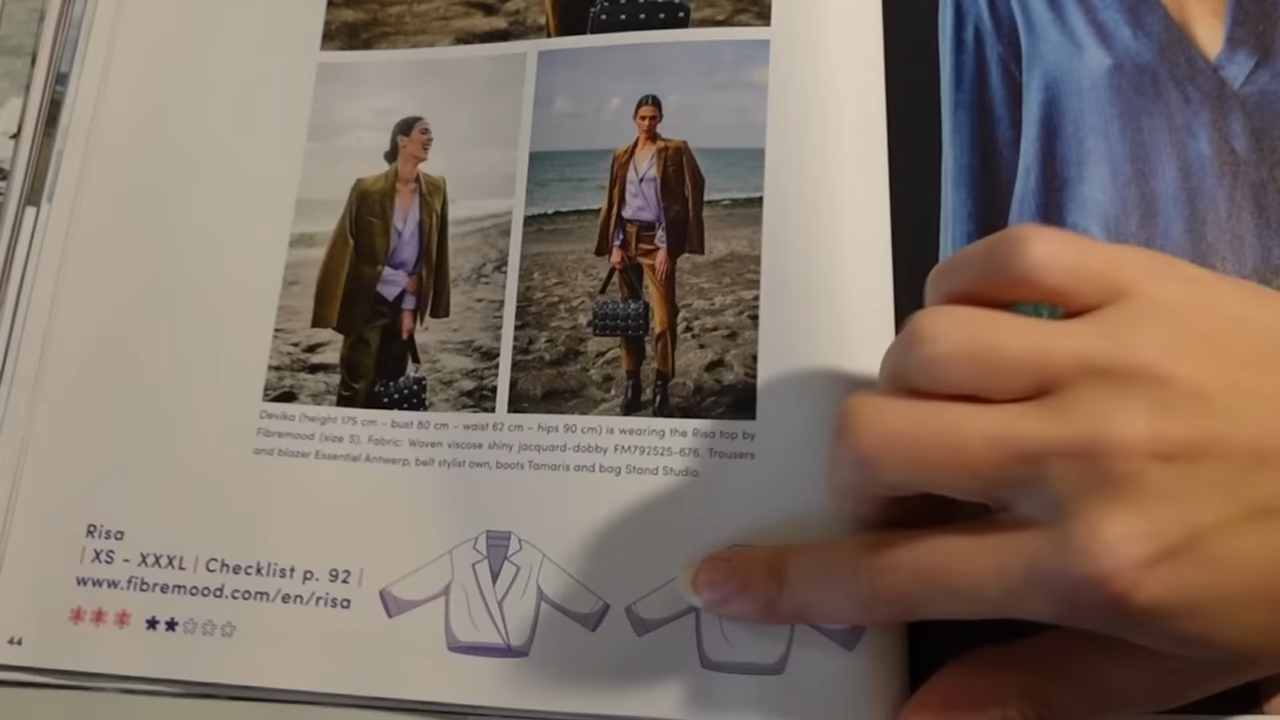 Devika (height 175 cm - bust 80 cm - waist 62 cm - hips 90 cm) is wearing the Risa top by
Fibremood (size S). Fabric: Woven viscose shiny jacquard-dobby FM792525-676. Trousers
and blazer Essentiel Antwerp, belt stylist own, boots Tamaris and bag Stand Studio.
Risa
| XS - XXXL | Checklist p. 92 |
www.fibremood.com/en/risa
44